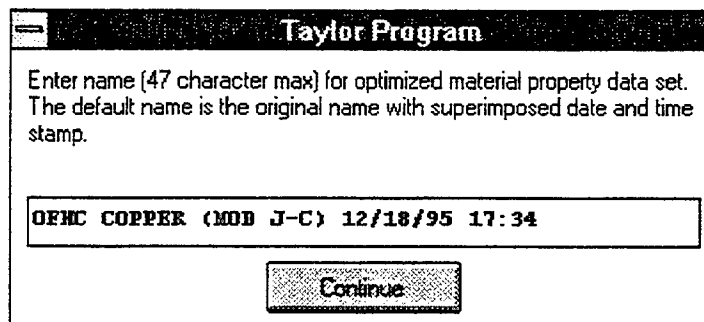 Taylor Program
Enter name (47 character max) for optimized material property data set.
The default name is the original name with superimposed date and time
stamp.
OFHC COPPER (MOD J-C) 12/18/95 17:34
Continue